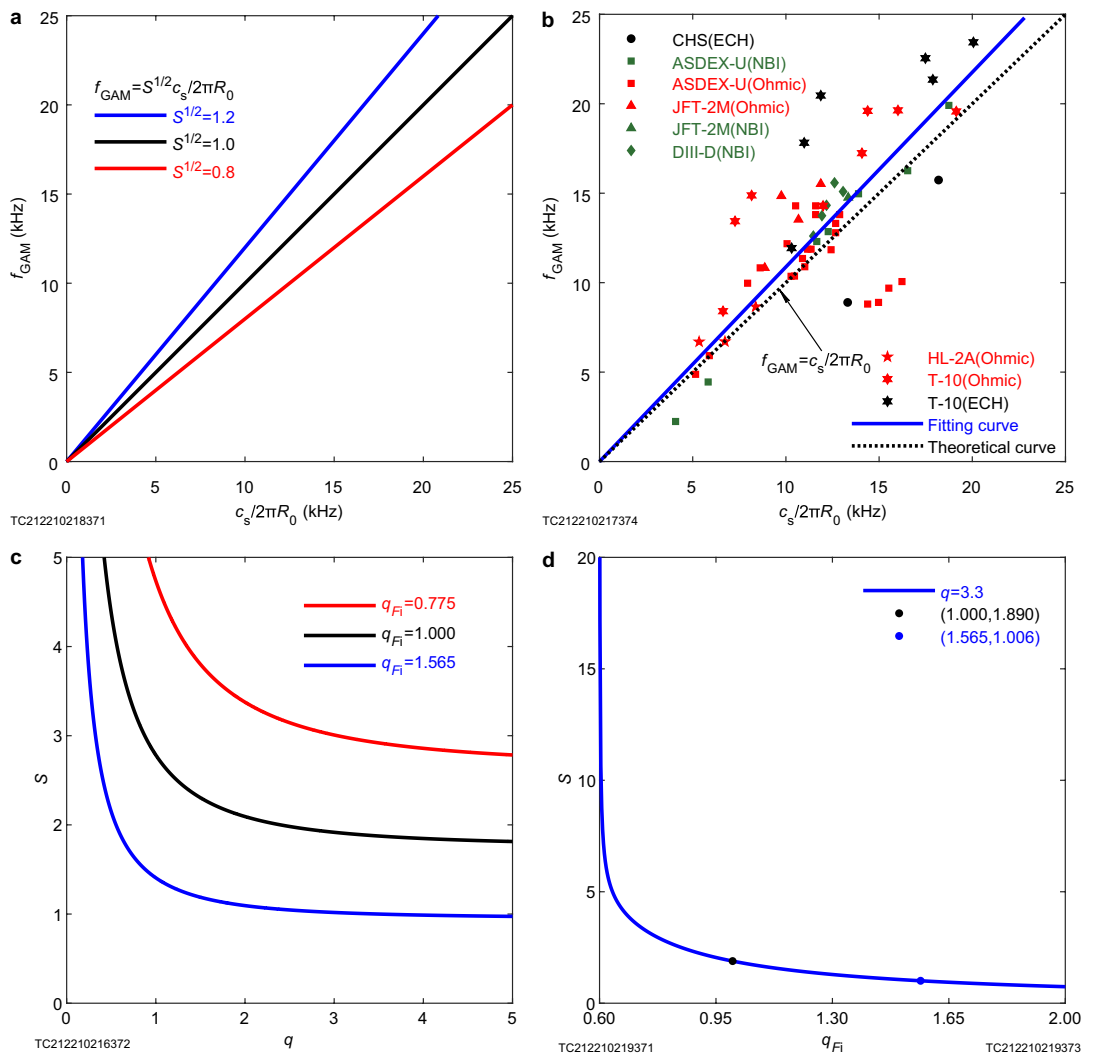 a
25
20
15
10
5
0
f_GAM (kHz)
f_GAM=S^1/2c_s/2πR_0
S^1/2=1.2
S^1/2=1.0
S^1/2=0.8
0 5 10 15 20 25
c_s/2πR_0 (kHz)
TC212210218371
b
25
20
15
10
5
0
f_GAM (kHz)
CHS(ECH)
ASDEX-U(NBI)
ASDEX-U(Ohmic)
JFT-2M(Ohmic)
JFT-2M(NBI)
DIII-D(NBI)
f_GAM=c_s/2πR_0
HL-2A(Ohmic)
T-10(Ohmic)
T-10(ECH)
Fitting curve
Theoretical curve
0 5 10 15 20 25
c_s/2πR_0 (kHz)
TC212210217374
c
5
4
3
2
1
0
S
q_Fi=0.775
q_Fi=1.000
q_Fi=1.565
0 1 2 3 4 5
q
TC212210216372
d
20
15
10
5
0
S
q=3.3
(1.000,1.890)
(1.565,1.006)
0.60 0.95 1.30 1.65 2.00
q_Fi
TC212210219371
TC212210219373